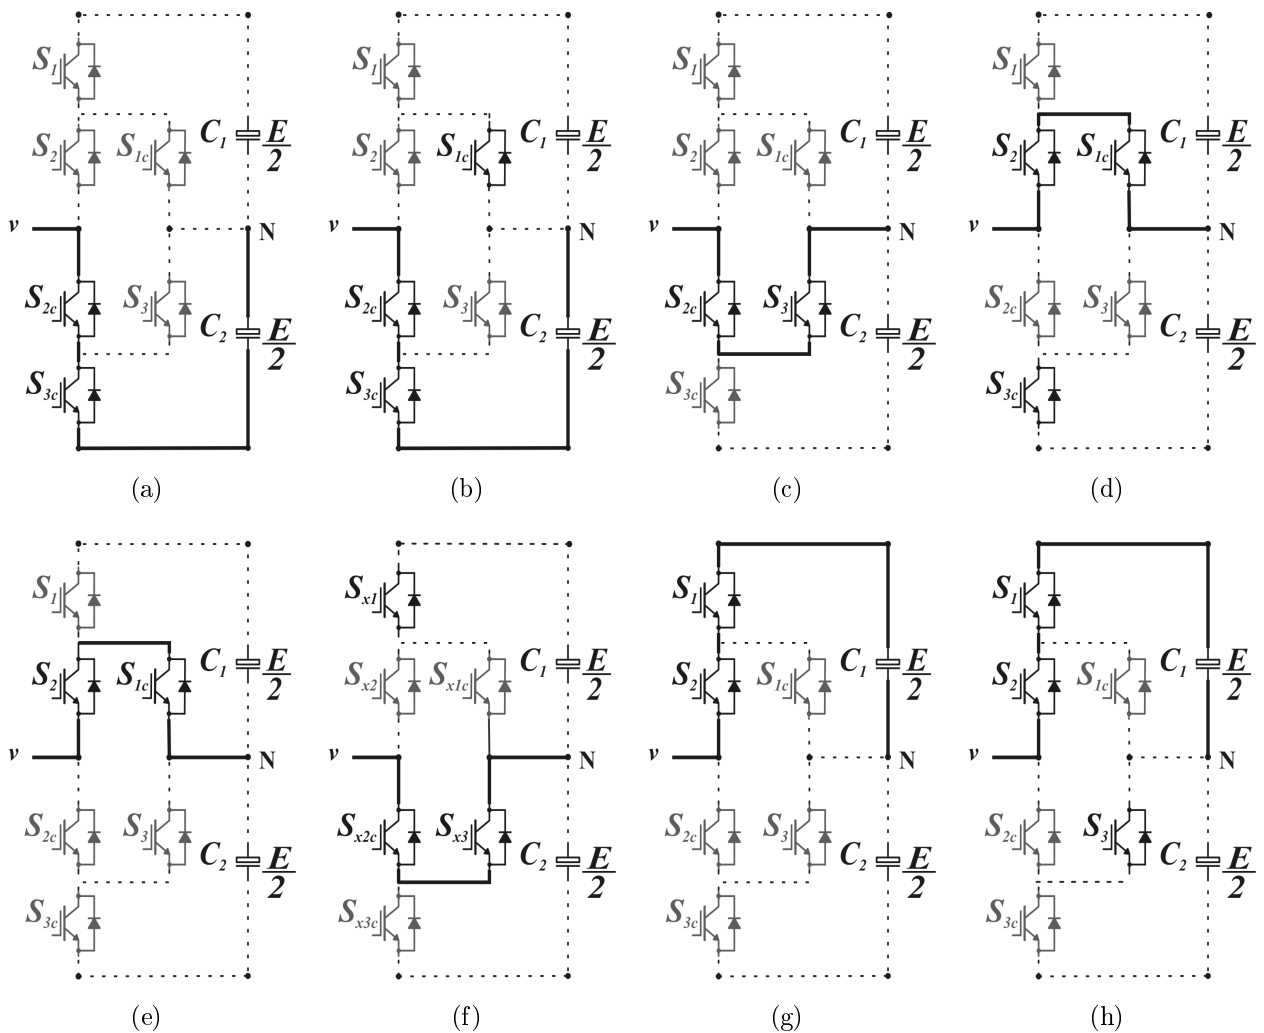 S1 S1 S1 S1
C1 E/2 C1 E/2 C1 E/2 C1 E/2
S2 S1c S2 S1c S2 S1c S2 S1c
v N v N v N v N
S2c S3 S2c S3 S2c S3 S2c S3
C2 E/2 C2 E/2 C2 E/2 C2 E/2
S3c S3c S3c S3c
(a) (b) (c) (d)
S1 Sx1 S1 S1
C1 E/2 C1 E/2 C1 E/2 C1 E/2
S2 S1c Sx2 Sx1c S2 S1c S2 S1c
v N v N v N v N
S2c S3 Sx2c Sx3 S2c S3 S2c S3
C2 E/2 C2 E/2 C2 E/2 C2 E/2
S3c Sx3c S3c S3c
(e) (f) (g) (h)